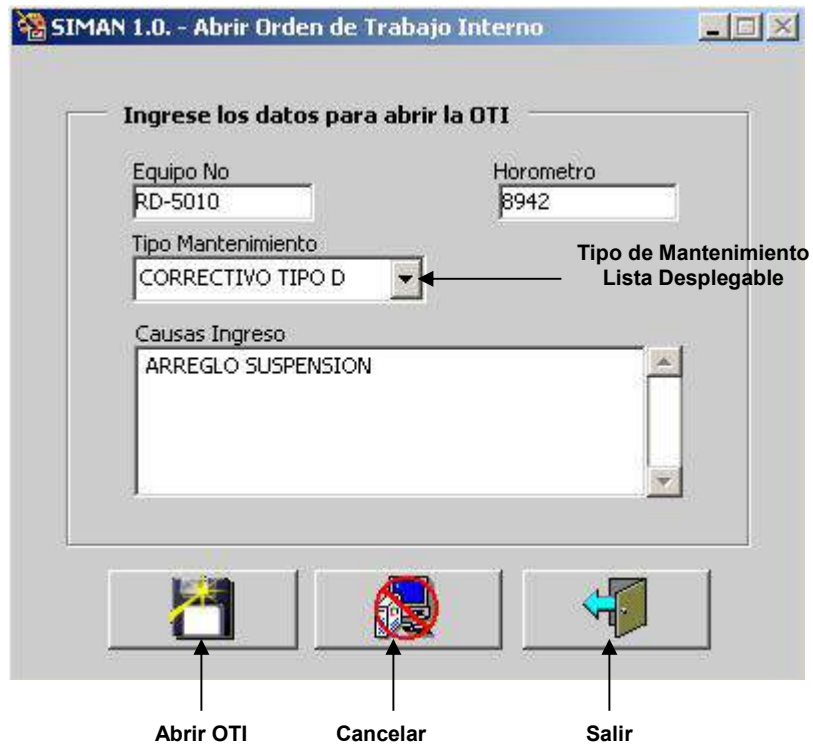 SIMAN 1.0. - Abrir Orden de Trabajo Interno
Ingrese los datos para abrir la OTI
Equipo No
Horometro
RD-5010
8942
Tipo Mantenimiento
Tipo de Mantenimiento
Lista Desplegable
CORRECTIVO TIPO D
Causas Ingreso
ARREGLO SUSPENSION
Abrir OTI
Cancelar
Salir